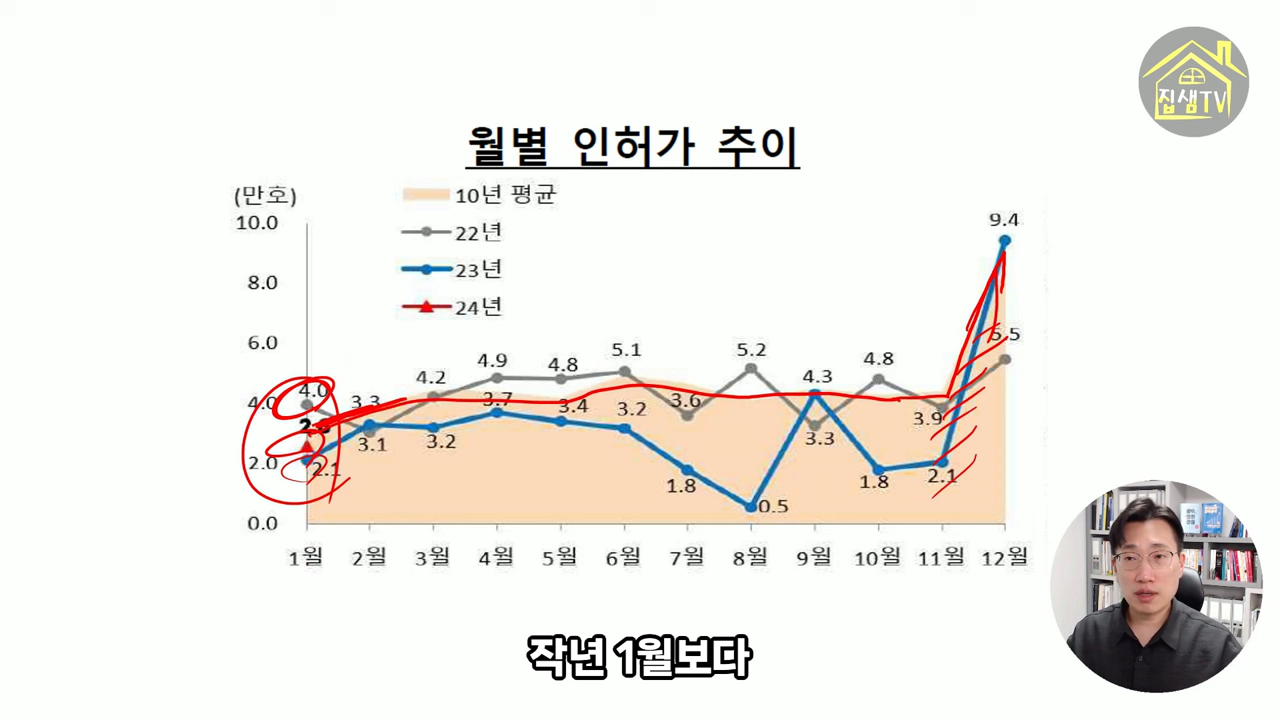 집샘TV
월별 인허가 추이
(만호)
10년 평균
22년
23년
24년
10.0
8.0
6.0
4.0
2.0
0.0
4.0 3.1 4.2 4.9 4.8 5.1 3.6 5.2 3.3 4.8 3.9 5.5
2.1 3.3 3.2 3.7 3.4 3.2 1.8 0.5 4.3 1.8 2.1 9.4
1월 2월 3월 4월 5월 6월 7월 8월 9월 10월 11월 12월
작년 1월보다